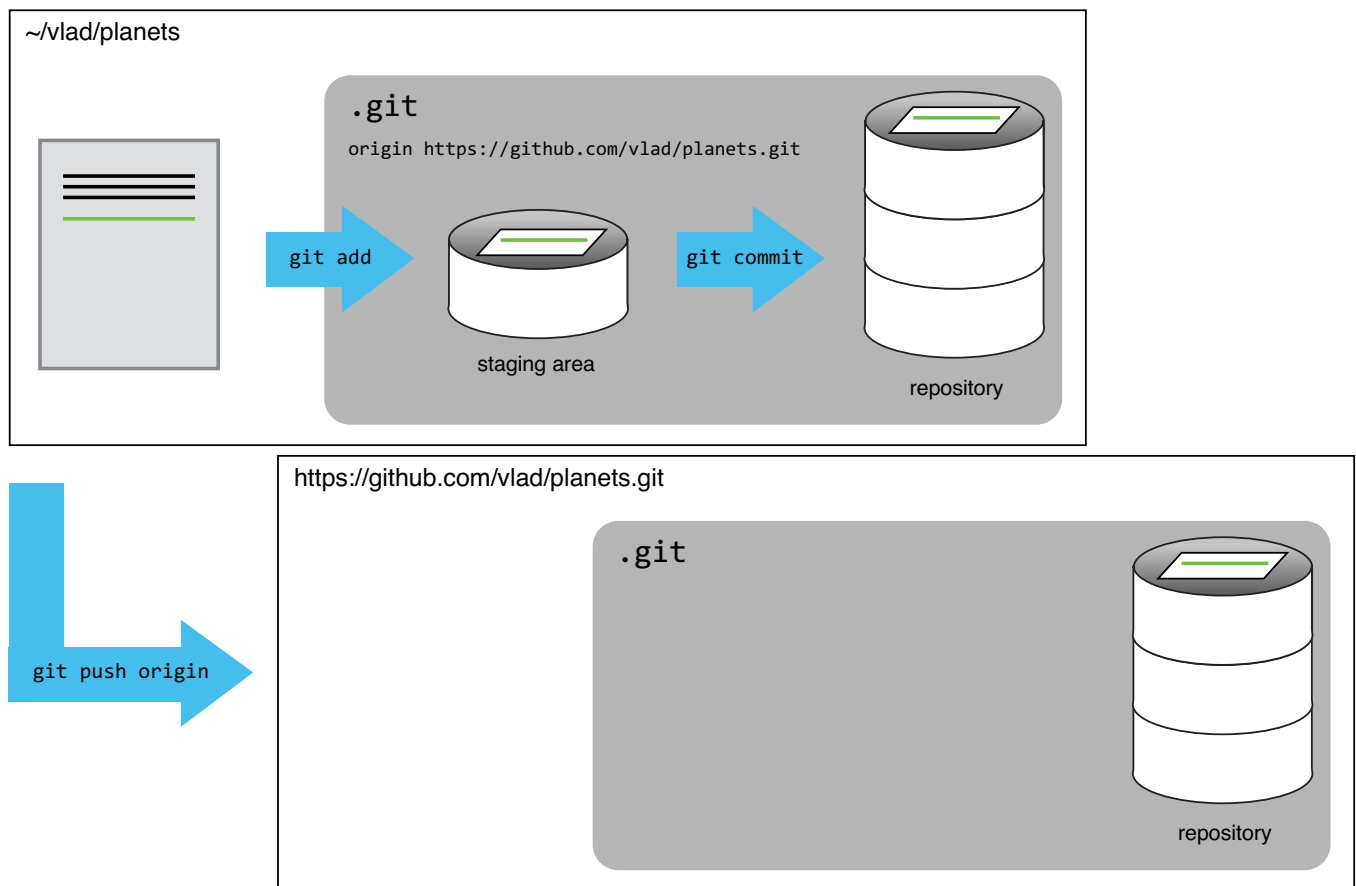 ~/vlad/planets
.git
origin https://github.com/vlad/planets.git
git add
git commit
staging area
repository
https://github.com/vlad/planets.git
.git
git push origin
repository